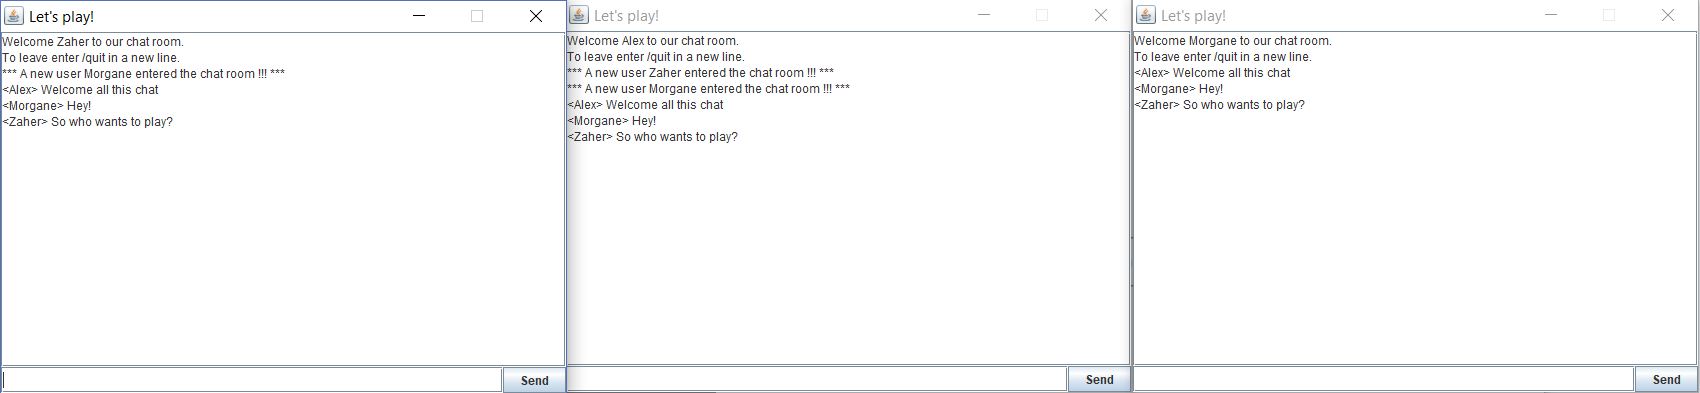 Let's play!
Welcome Zaher to our chat room.
To leave enter /quit in a new line.
*** A new user Morgane entered the chat room !!! ***
<Alex> Welcome all this chat
<Morgane> Hey!
<Zaher> So who wants to play?
Send
Let's play!
Welcome Alex to our chat room.
To leave enter /quit in a new line.
*** A new user Zaher entered the chat room !!! ***
*** A new user Morgane entered the chat room !!! ***
<Alex> Welcome all this chat
<Morgane> Hey!
<Zaher> So who wants to play?
Send
Let's play!
Welcome Morgane to our chat room.
To leave enter /quit in a new line.
<Alex> Welcome all this chat
<Morgane> Hey!
<Zaher> So who wants to play?
Send